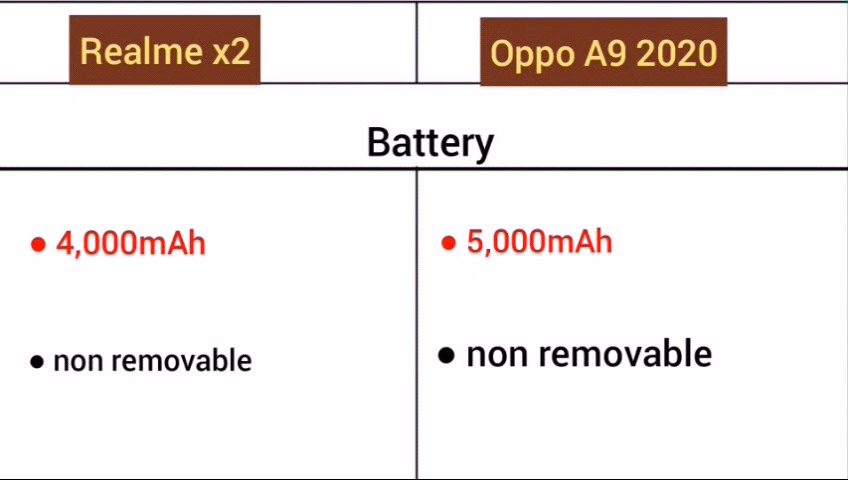 Realme x2
Oppo A9 2020
Battery
• 4,000mAh
• 5,000mAh
• non removable
• non removable